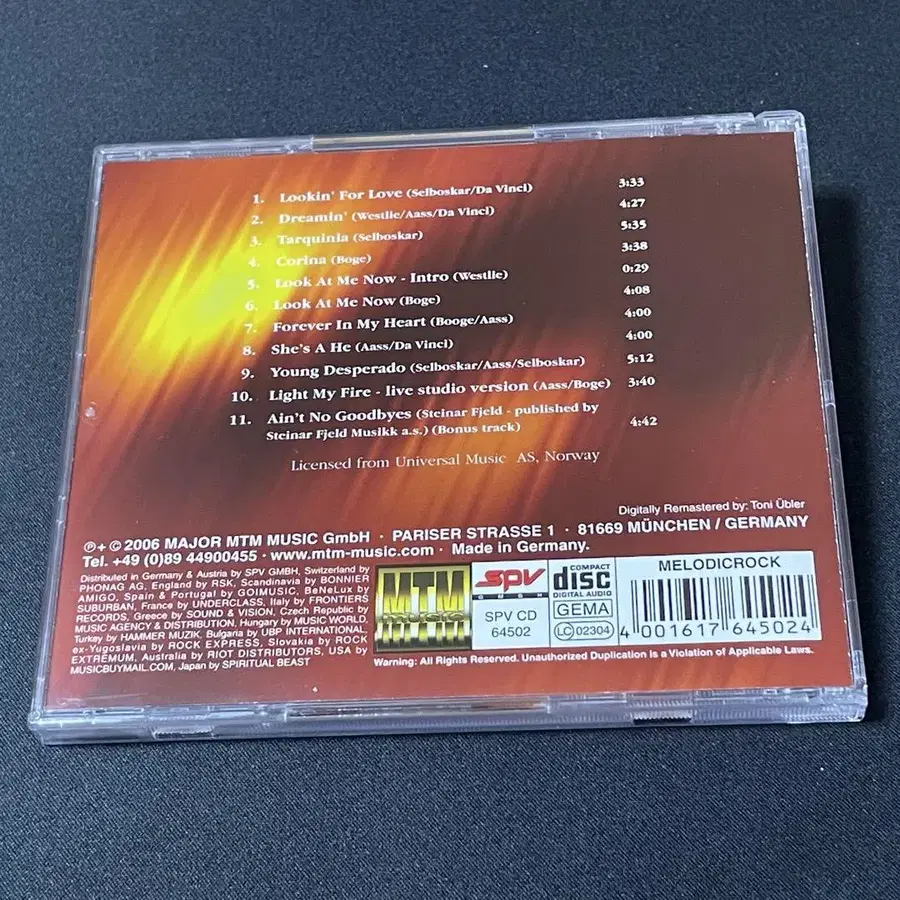 1. Lookin' For Love (Selboskar/Da Vinci) 3:33
2. Dreamin' (Westlie/Aass/Da Vinci) 4:27
3. Tarquinia (Selboskar) 5:35
4. Corina (Boge) 3:38
5. Look At Me Now - Intro (Westlie) 0:29
6. Look At Me Now (Boge) 4:08
7. Forever In My Heart (Booge/Aass) 4:00
8. She's A He (Aass/Da Vinci) 4:00
9. Young Desperado (Selboskar/Aass/Selboskar) 5:12
10. Light My Fire - live studio version (Aass/Boge) 3:40
11. Ain't No Goodbyes (Steinar Fjeld - published by
Steinar Fjeld Musikk a.s.) (Bonus track) 4:42
Licensed from Universal Music AS, Norway
Digitally Remastered by: Toni Übler
℗ + © 2006 MAJOR MTM MUSIC GmbH · PARISER STRASSE 1 · 81669 MÜNCHEN / GERMANY
Tel. +49 (0)89 44900455 · www.mtm-music.com · Made in Germany.
Distributed in Germany & Austria by SPV GMBH, Switzerland by
PHONAG AG, England by RSK, Scandinavia by BONNIER
AMIGO, Spain & Portugal by GOIMUSIC, BeNeLux by
SUBURBAN, France by UNDERCLASS, Italy by FRONTIERS
RECORDS, Greece by SOUND & VISION, Czech Republic by
MUSIC AGENCY & DISTRIBUTION, Hungary by MUSIC WORLD,
Turkey by HAMMER MUZIK, Bulgaria by UBP INTERNATIONAL,
ex-Yugoslavia by ROCK EXPRESS, Slovakia by ROCK
EXTREMUM, Australia by RIOT DISTRIBUTORS, USA by
MUSICBUYMAIL.COM, Japan by SPIRITUAL BEAST
MTM
music
SPV
GMBH
SPV CD
64502
COMPACT
disc
DIGITAL AUDIO
GEMA
LC 02304
MELODICROCK
4 001617 645024
Warning: All Rights Reserved. Unauthorized Duplication is a Violation of Applicable Laws.